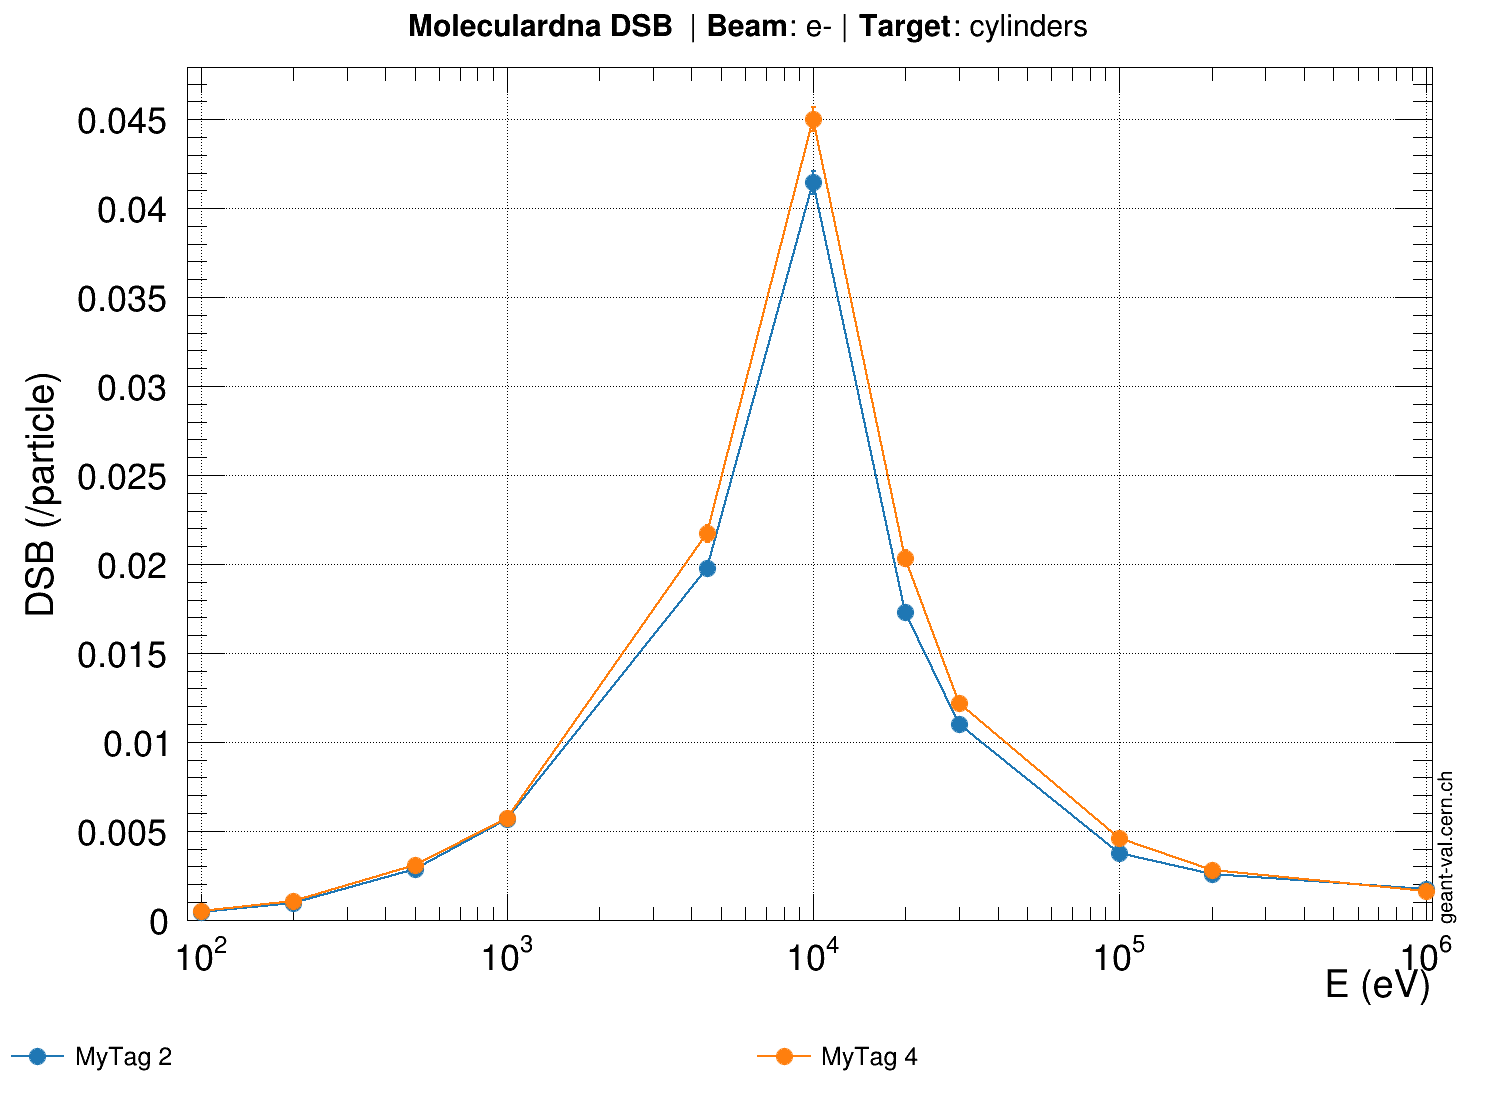 Moleculardna DSB | Beam: e- | Target: cylinders
0.045
0.04
0.035
0.03
0.025
0.02
0.015
0.01
0.005
0
DSB (/particle)
10² 10³ 10⁴ 10⁵ 10⁶
E (eV)
geant-val.cern.ch
MyTag 2 MyTag 4